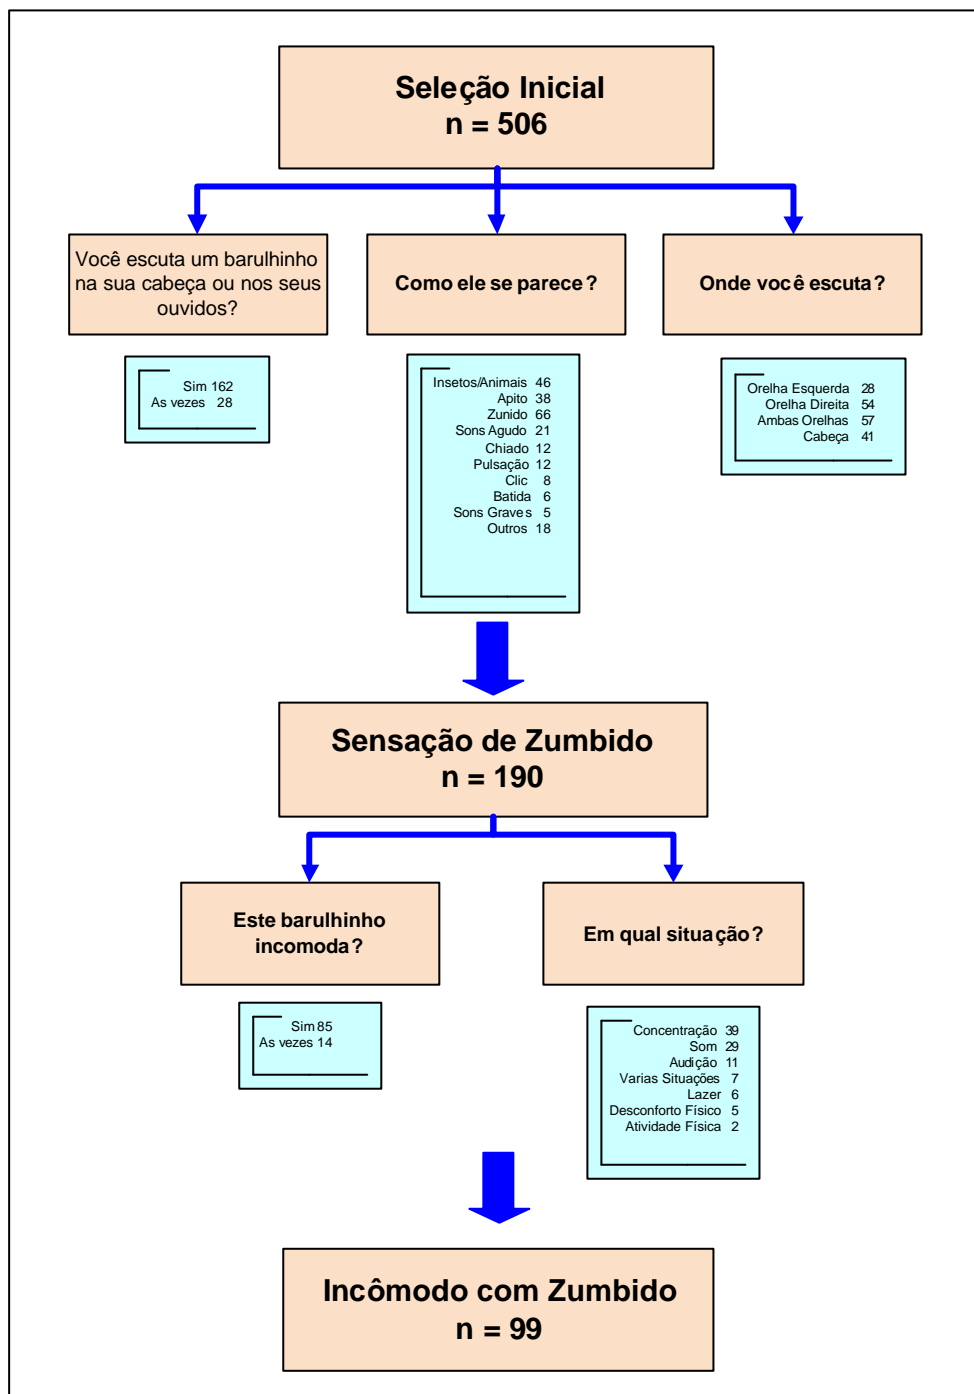 Seleção Inicial
n = 506
Você escuta um barulhinho
na sua cabeça ou nos seus
ouvidos?
Como ele se parece?
Onde você escuta?
Sim 162
As vezes 28
Insetos/Animais 46
Apito 38
Zunido 66
Sons Agudo 21
Chiado 12
Pulsação 12
Clic 8
Batida 6
Sons Graves 5
Outros 18
Orelha Esquerda 28
Orelha Direita 54
Ambas Orelhas 57
Cabeça 41
Sensação de Zumbido
n = 190
Este barulhinho
incomoda?
Em qual situação?
Sim 85
As vezes 14
Concentração 39
Som 29
Audição 11
Varias Situações 7
Lazer 6
Desconforto Físico 5
Atividade Física 2
Incômodo com Zumbido
n = 99